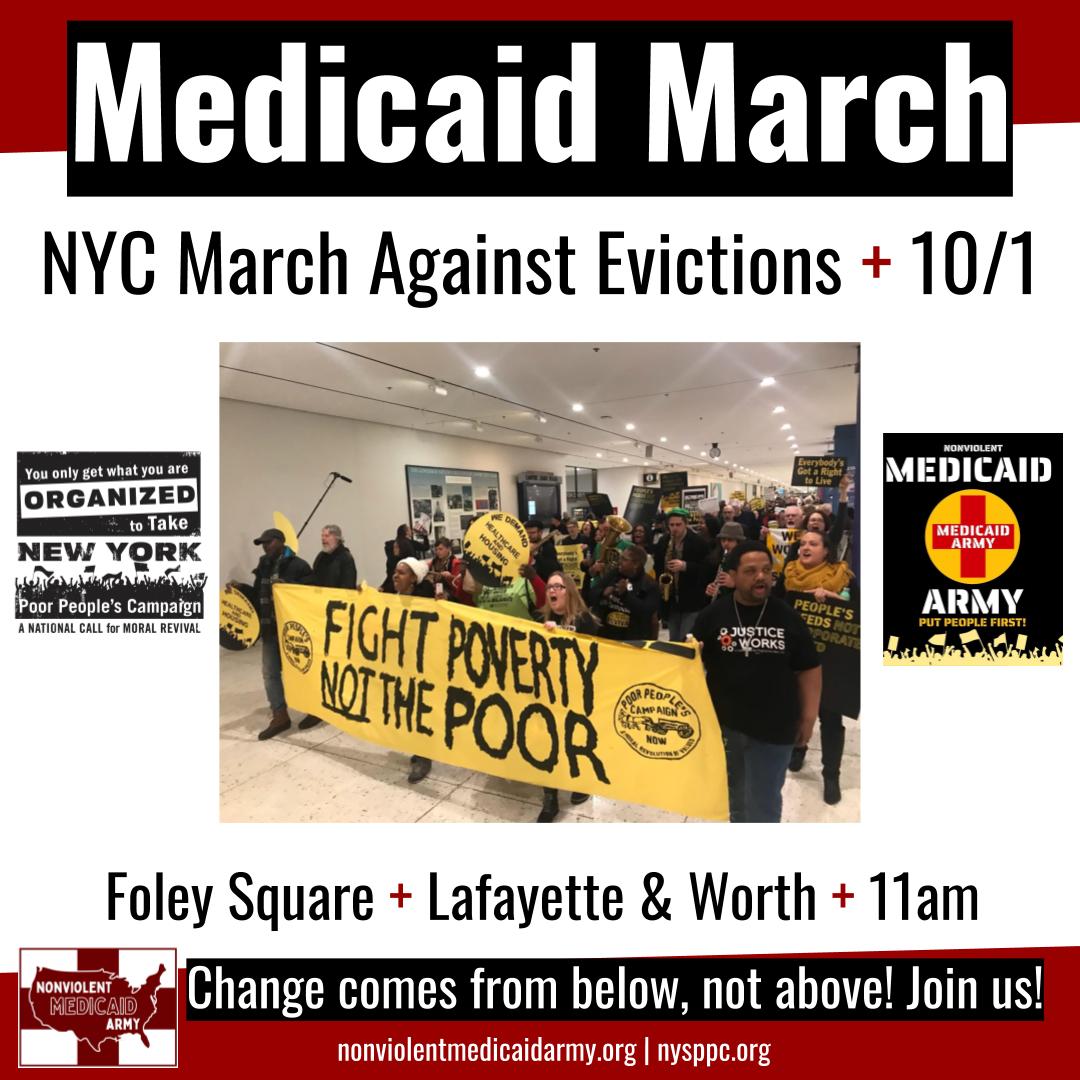 Medicaid March
NYC March Against Evictions + 10/1
You only get what you are
ORGANIZED
to Take
NEW YORK
Poor People's Campaign
A NATIONAL CALL for MORAL REVIVAL
Everybody's
Got a Right
to Live
WE DEMAND
HEALTHCARE
AND
HOUSING
FIGHT POVERTY
NOT THE POOR
POOR PEOPLE'S
CAMPAIGN
NOW
JUSTICE
WORKS
PEOPLE'S
NONVIOLENT
MEDICAID
MEDICAID
ARMY
ARMY
PUT PEOPLE FIRST!
Foley Square + Lafayette & Worth + 11am
NONVIOLENT
MEDICAID
ARMY
Change comes from below, not above! Join us!
nonviolentmedicaidarmy.org | nysppc.org